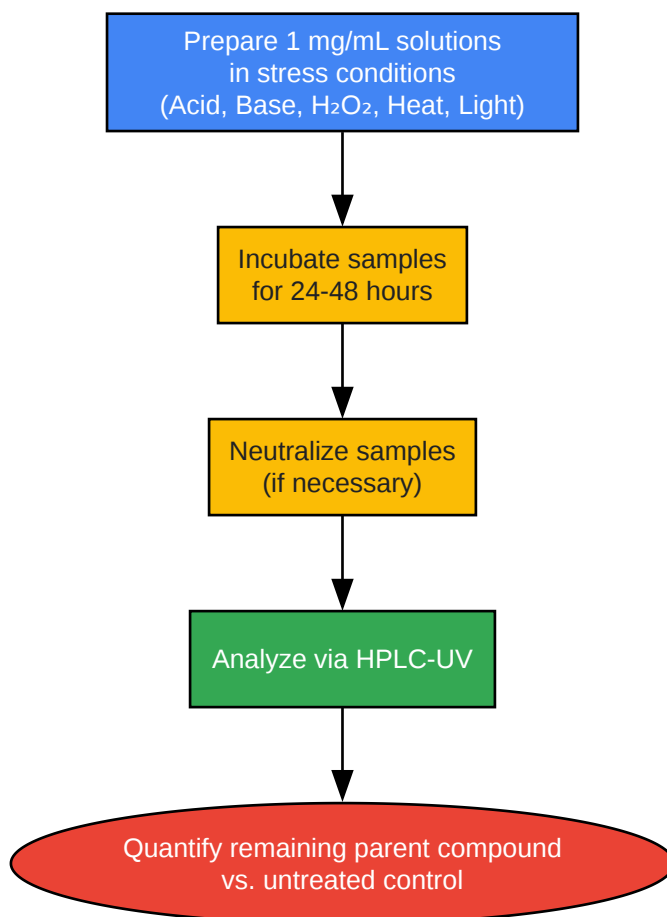 Prepare 1 mg/mL solutions
in stress conditions
(Acid, Base, H₂O₂, Heat, Light)
Incubate samples
for 24-48 hours
Neutralize samples
(if necessary)
Analyze via HPLC-UV
Quantify remaining parent compound
vs. untreated control